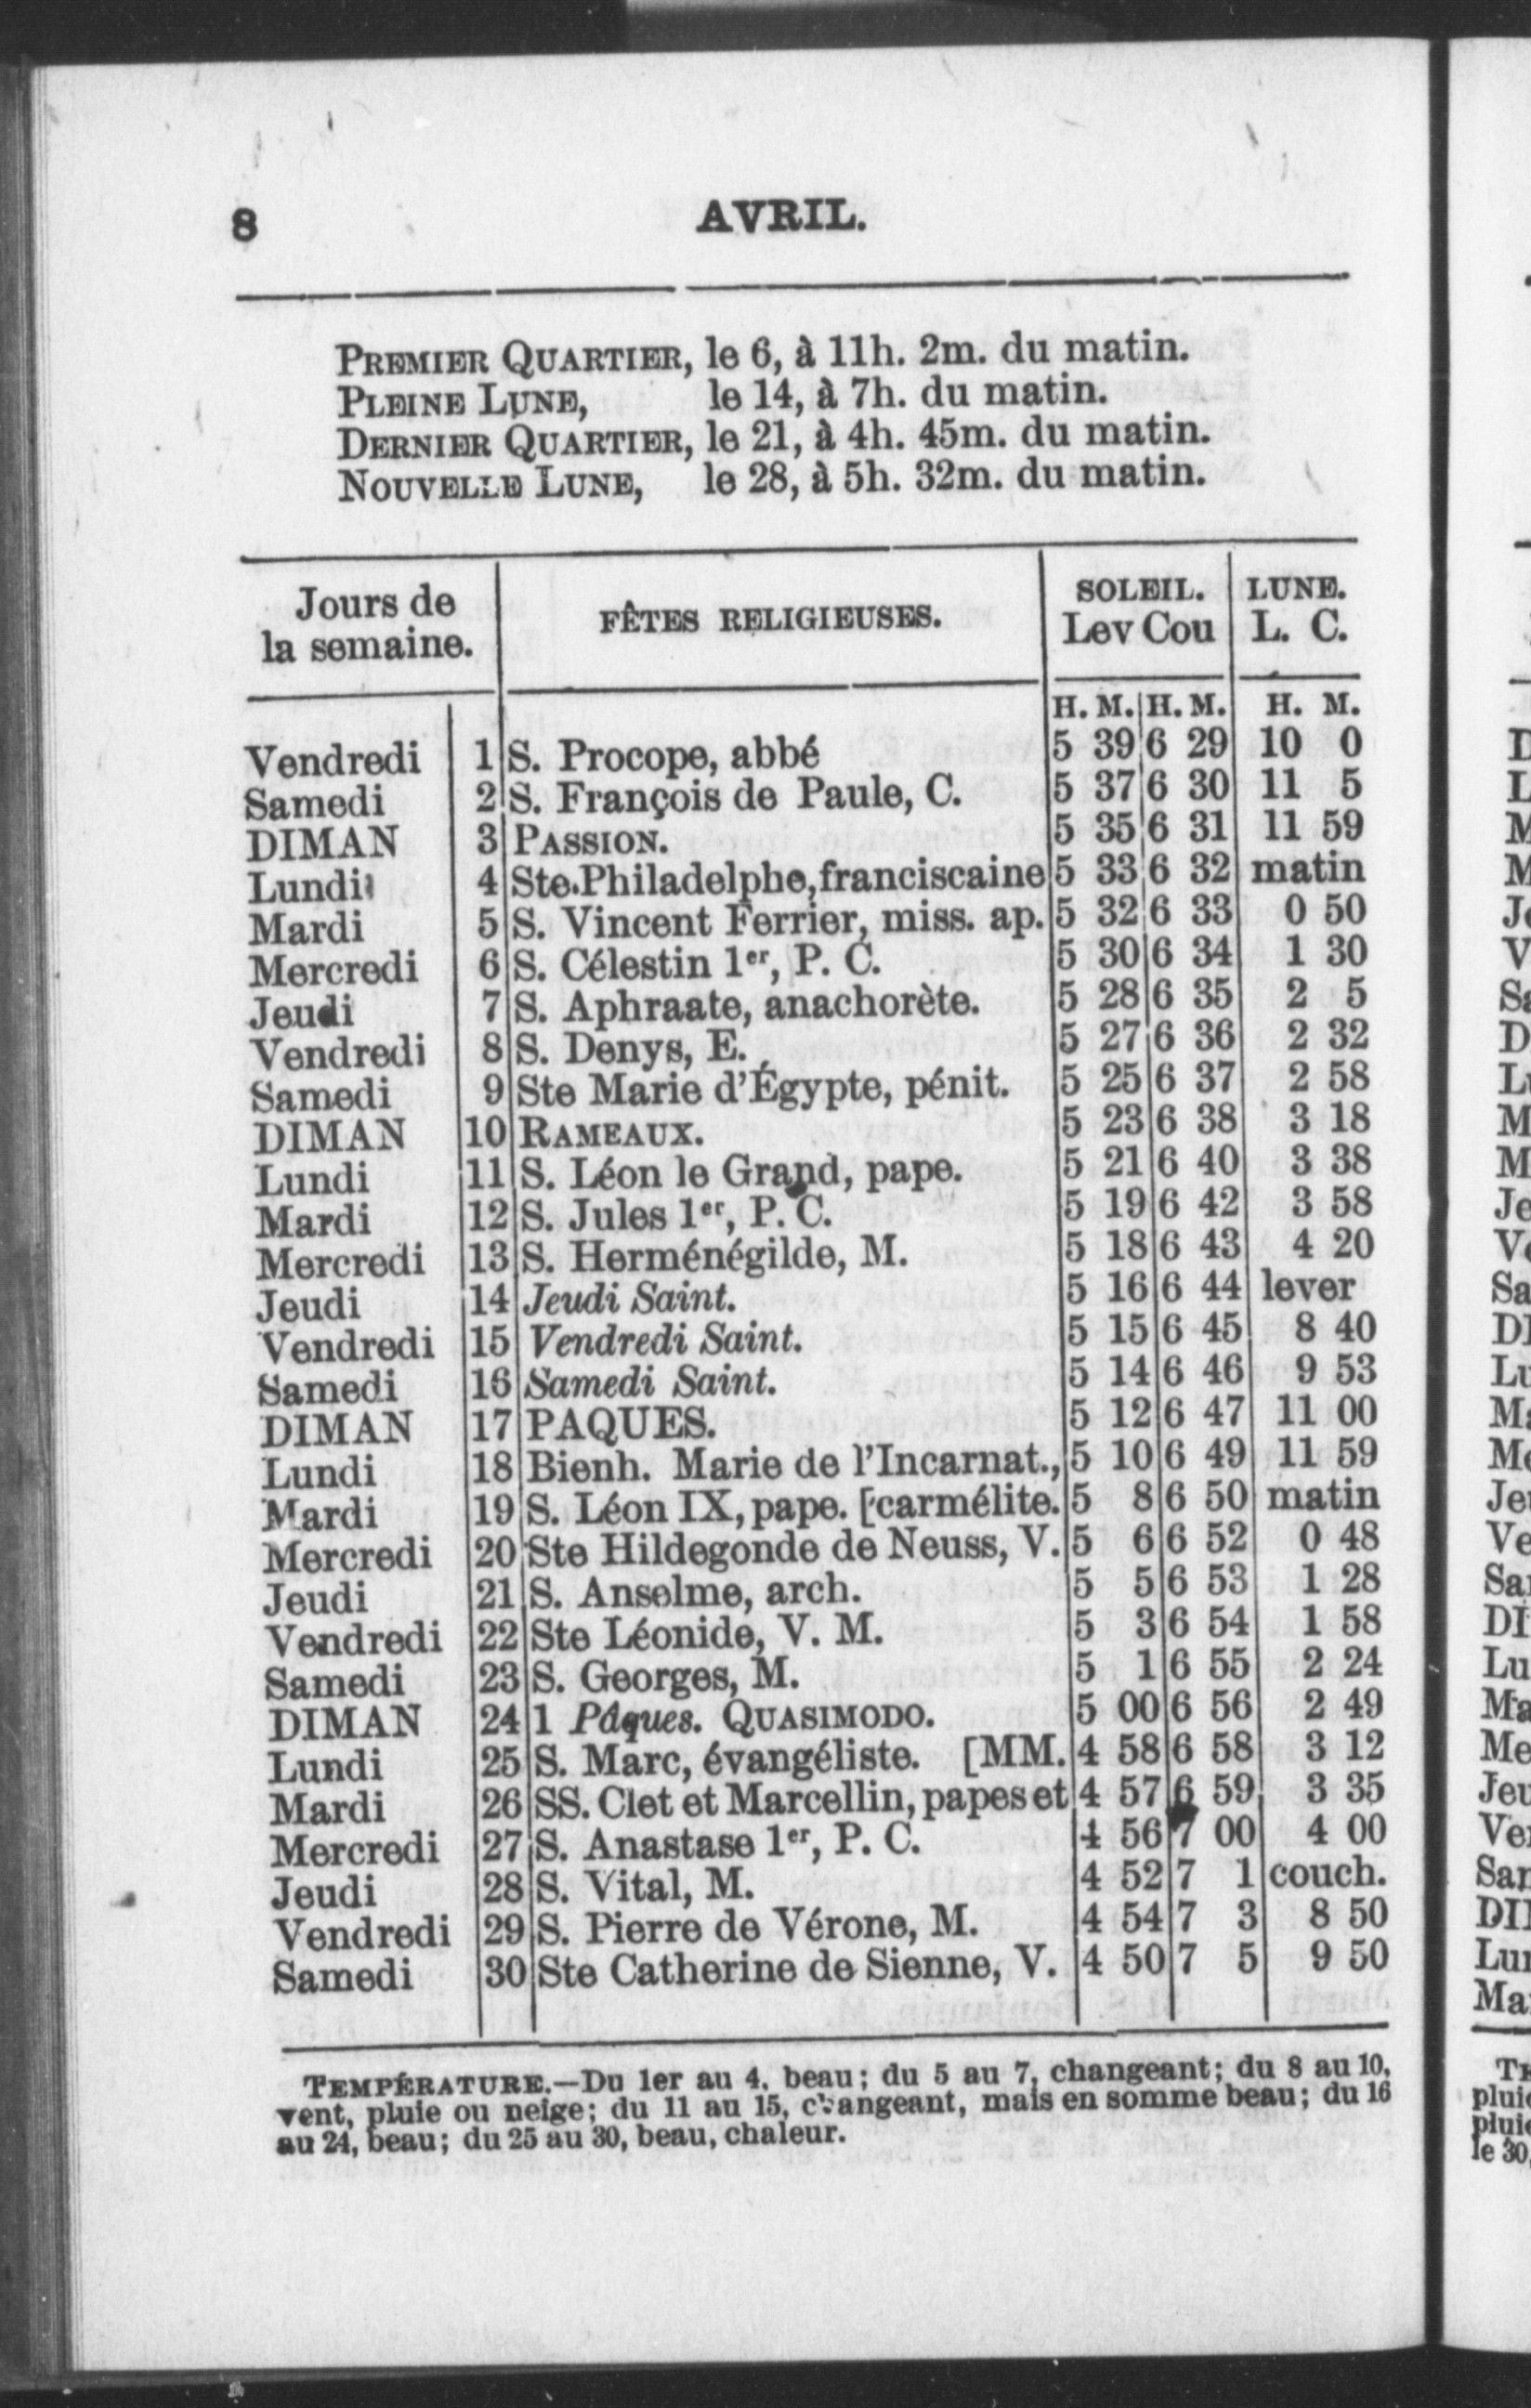 8 AVRIL.
PREMIER QUARTIER, le 6, à 11h. 2m. du matin.
PLEINE LUNE, le 14, à 7h. du matin.
DERNIER QUARTIER, le 21, à 4h. 45m. du matin.
NOUVELLE LUNE, le 28, à 5h. 32m. du matin.
Jours de la semaine. FÊTES RELIGIEUSES. SOLEIL. LUNE.
Lev Cou L. C.
H. M. H. M. H. M.
Vendredi 1 S. Procope, abbé 5 39 6 29 10 0
Samedi 2 S. François de Paule, C. 5 37 6 30 11 5
DIMAN 3 PASSION. 5 35 6 31 11 59
Lundi 4 Ste. Philadelphe, franciscaine 5 33 6 32 matin
Mardi 5 S. Vincent Ferrier, miss. ap. 5 32 6 33 0 50
Mercredi 6 S. Célestin 1er, P. C. 5 30 6 34 1 30
Jeudi 7 S. Aphraate, anachorète. 5 28 6 35 2 5
Vendredi 8 S. Denys, E. 5 27 6 36 2 32
Samedi 9 Ste Marie d'Égypte, pénit. 5 25 6 37 2 58
DIMAN 10 RAMEAUX. 5 23 6 38 3 18
Lundi 11 S. Léon le Grand, pape. 5 21 6 40 3 38
Mardi 12 S. Jules 1er, P. C. 5 19 6 42 3 58
Mercredi 13 S. Herménégilde, M. 5 18 6 43 4 20
Jeudi 14 Jeudi Saint. 5 16 6 44 lever
Vendredi 15 Vendredi Saint. 5 15 6 45 8 40
Samedi 16 Samedi Saint. 5 14 6 46 9 53
DIMAN 17 PAQUES. 5 12 6 47 11 00
Lundi 18 Bienh. Marie de l'Incarnat., 5 10 6 49 11 59
Mardi 19 S. Léon IX, pape. [carmélite. 5 8 6 50 matin
Mercredi 20 Ste Hildegonde de Neuss, V. 5 6 6 52 0 48
Jeudi 21 S. Anselme, arch. 5 5 6 53 1 28
Vendredi 22 Ste Léonide, V. M. 5 3 6 54 1 58
Samedi 23 S. Georges, M. 5 1 6 55 2 24
DIMAN 24 1 Pâques. QUASIMODO. 5 00 6 56 2 49
Lundi 25 S. Marc, évangéliste. [MM. 4 58 6 58 3 12
Mardi 26 SS. Clet et Marcellin, papes et 4 57 6 59 3 35
Mercredi 27 S. Anastase 1er, P. C. 4 56 7 00 4 00
Jeudi 28 S. Vital, M. 4 52 7 1 couch.
Vendredi 29 S. Pierre de Vérone, M. 4 54 7 3 8 50
Samedi 30 Ste Catherine de Sienne, V. 4 50 7 5 9 50
TEMPÉRATURE.—Du 1er au 4, beau; du 5 au 7, changeant; du 8 au 10,
vent, pluie ou neige; du 11 au 15, changeant, mais en somme beau; du 16
au 24, beau; du 25 au 30, beau, chaleur.